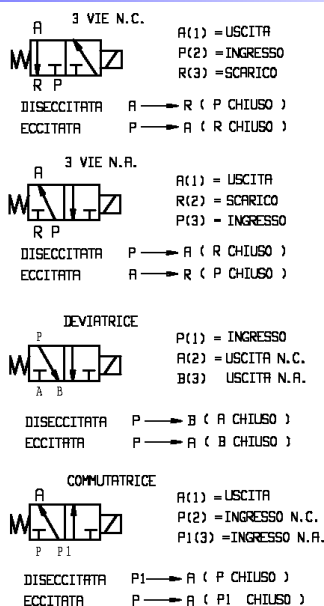 3 VIE N.C.
A
R P
A(1) = USCITA
P(2) = INGRESSO
R(3) = SCARICO
DISECCITATA A → R ( P CHIUSO )
ECCITATA P → A ( R CHIUSO )
3 VIE N.A.
A
R P
A(1) = USCITA
R(2) = SCARICO
P(3) = INGRESSO
DISECCITATA P → A ( R CHIUSO )
ECCITATA A → R ( P CHIUSO )
DEVIATRICE
P
A B
P(1) = INGRESSO
A(2) = USCITA N.C.
B(3) USCITA N.A.
DISECCITATA P → B ( A CHIUSO )
ECCITATA P → A ( B CHIUSO )
COMMUTATRICE
A
P P1
A(1) = USCITA
P(2) = INGRESSO N.C.
P1(3) = INGRESSO N.A.
DISECCITATA P1 → A ( P CHIUSO )
ECCITATA P → A ( P1 CHIUSO )